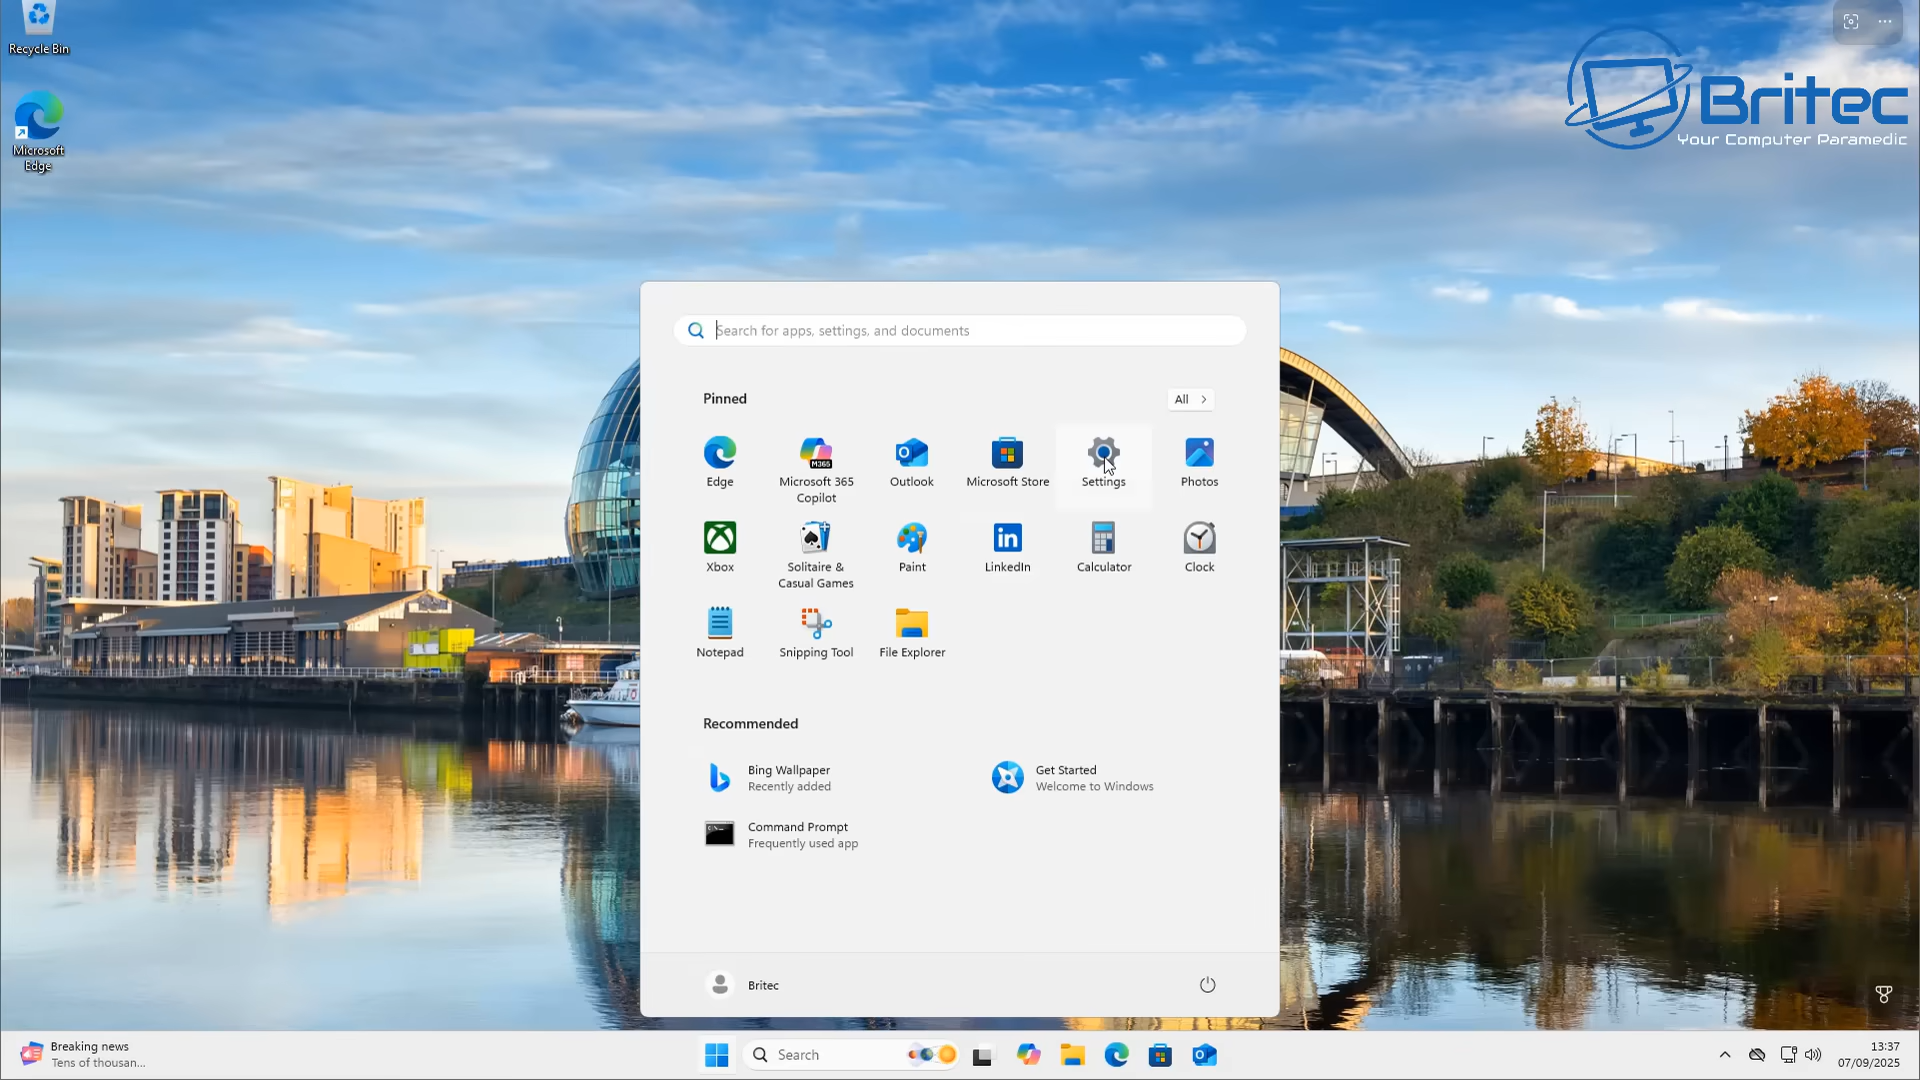 Recycle Bin
Microsoft
Edge
Britec
Your Computer Paramedic
Search for apps, settings, and documents
Pinned
All
Edge
Microsoft 365
Copilot
M365
Outlook
Microsoft Store
Settings
Photos
Xbox
Solitaire &
Casual Games
Paint
LinkedIn
Calculator
Clock
Notepad
Snipping Tool
File Explorer
Recommended
Bing Wallpaper
Recently added
Get Started
Welcome to Windows
Command Prompt
Frequently used app
Britec
Breaking news
Tens of thousan...
Search
13:37
07/09/2025